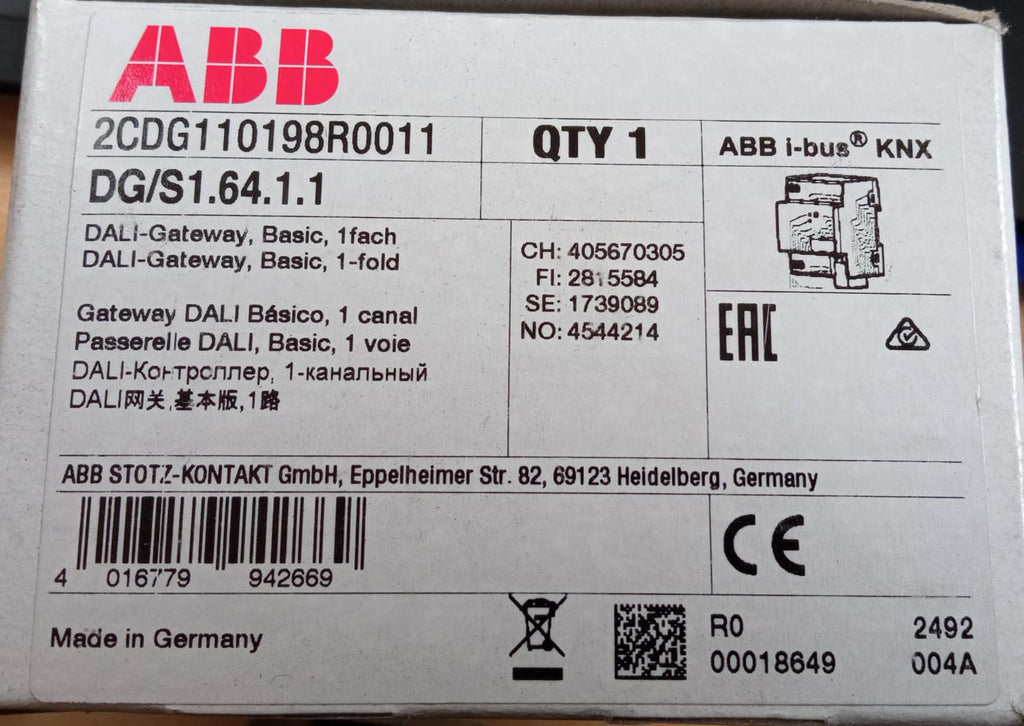 ABB
2CDG110198R0011
QTY 1
ABB i-bus® KNX
DG/S1.64.1.1
DALI-Gateway, Basic, 1fach
DALI-Gateway, Basic, 1-fold
Gateway DALI Básico, 1 canal
Passerelle DALI, Basic, 1 voie
DALI-Контроллер, 1-канальный
DALI网关,基本版,1路
CH: 405670305
FI: 2815584
SE: 1739089
NO: 4544214
EAC
ABB STOTZ-KONTAKT GmbH, Eppelheimer Str. 82, 69123 Heidelberg, Germany
4 016779 942669
CE
Made in Germany
R0 2492
00018649 004A